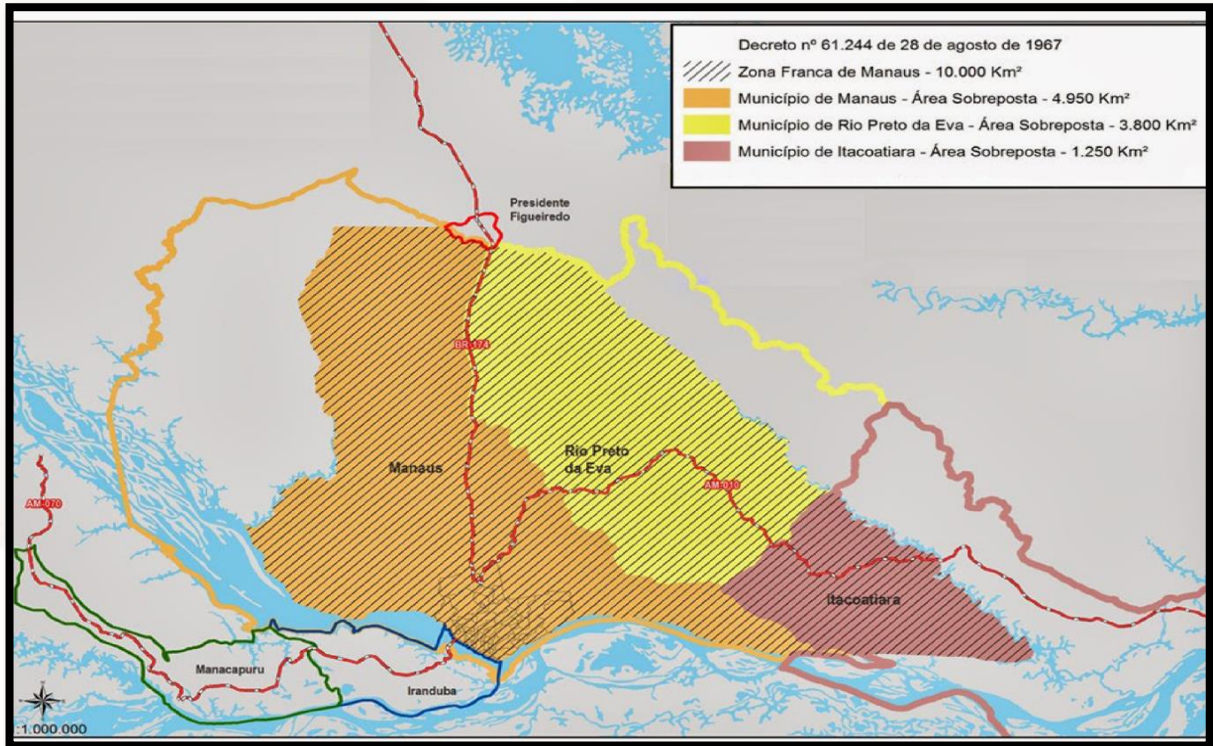 Decreto nº 61.244 de 28 de agosto de 1967
Zona Franca de Manaus - 10.000 Km²
Município de Manaus - Área Sobreposta - 4.950 Km²
Município de Rio Preto da Eva - Área Sobreposta - 3.800 Km²
Município de Itacoatiara - Área Sobreposta - 1.250 Km²
Presidente
Figueiredo
BR-174
Rio Preto
da Eva
Manaus
AM-010
AM-070
Itacoatiara
Manacapuru
Iranduba
:1.000.000